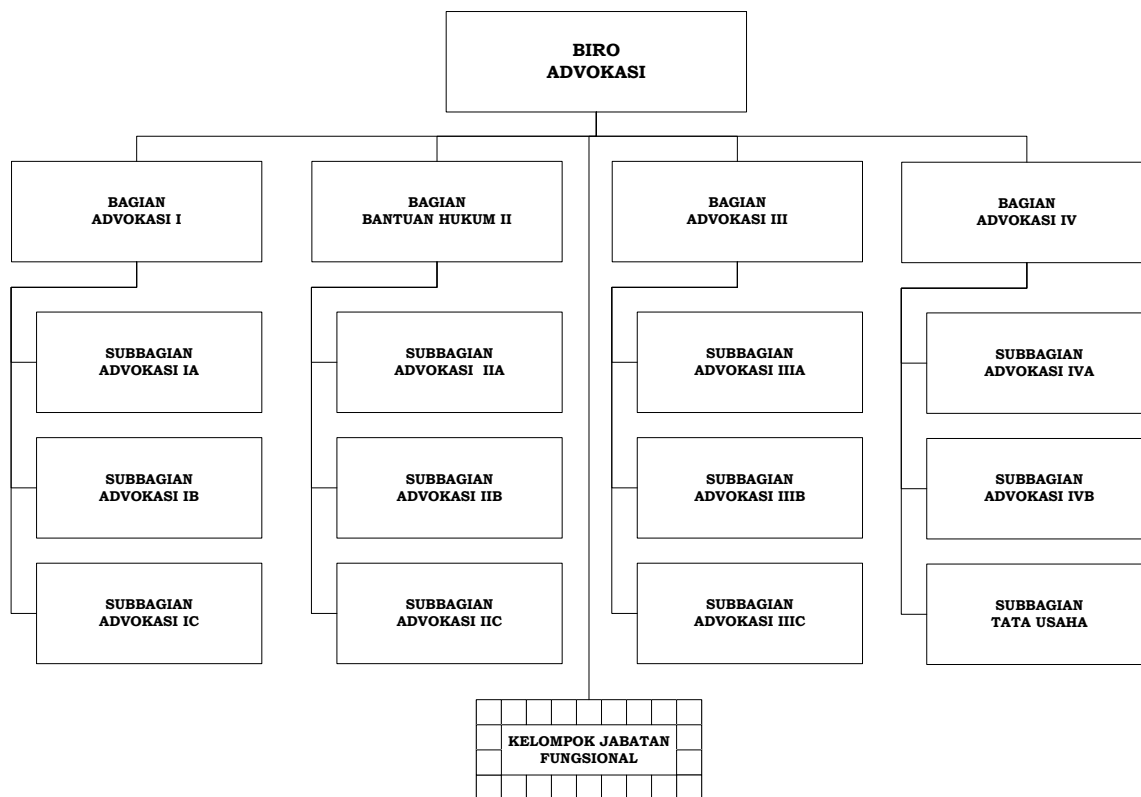 BIRO
ADVOKASI
BAGIAN
ADVOKASI I
BAGIAN
BANTUAN HUKUM II
BAGIAN
ADVOKASI III
BAGIAN
ADVOKASI IV
SUBBAGIAN
ADVOKASI IA
SUBBAGIAN
ADVOKASI IIA
SUBBAGIAN
ADVOKASI IIIA
SUBBAGIAN
ADVOKASI IVA
SUBBAGIAN
ADVOKASI IB
SUBBAGIAN
ADVOKASI IIB
SUBBAGIAN
ADVOKASI IIIB
SUBBAGIAN
ADVOKASI IVB
SUBBAGIAN
ADVOKASI IC
SUBBAGIAN
ADVOKASI IIC
SUBBAGIAN
ADVOKASI IIIC
SUBBAGIAN
TATA USAHA
KELOMPOK JABATAN
FUNGSIONAL